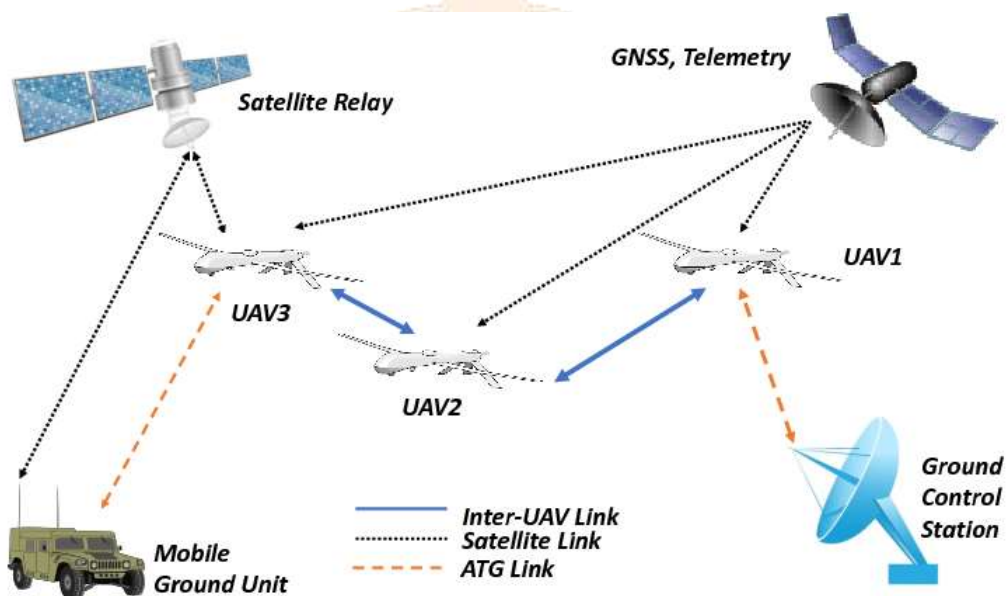 GNSS, Telemetry
Satellite Relay
UAV1
UAV3
UAV2
Ground
Control
Station
Mobile
Ground Unit
Inter-UAV Link
Satellite Link
ATG Link